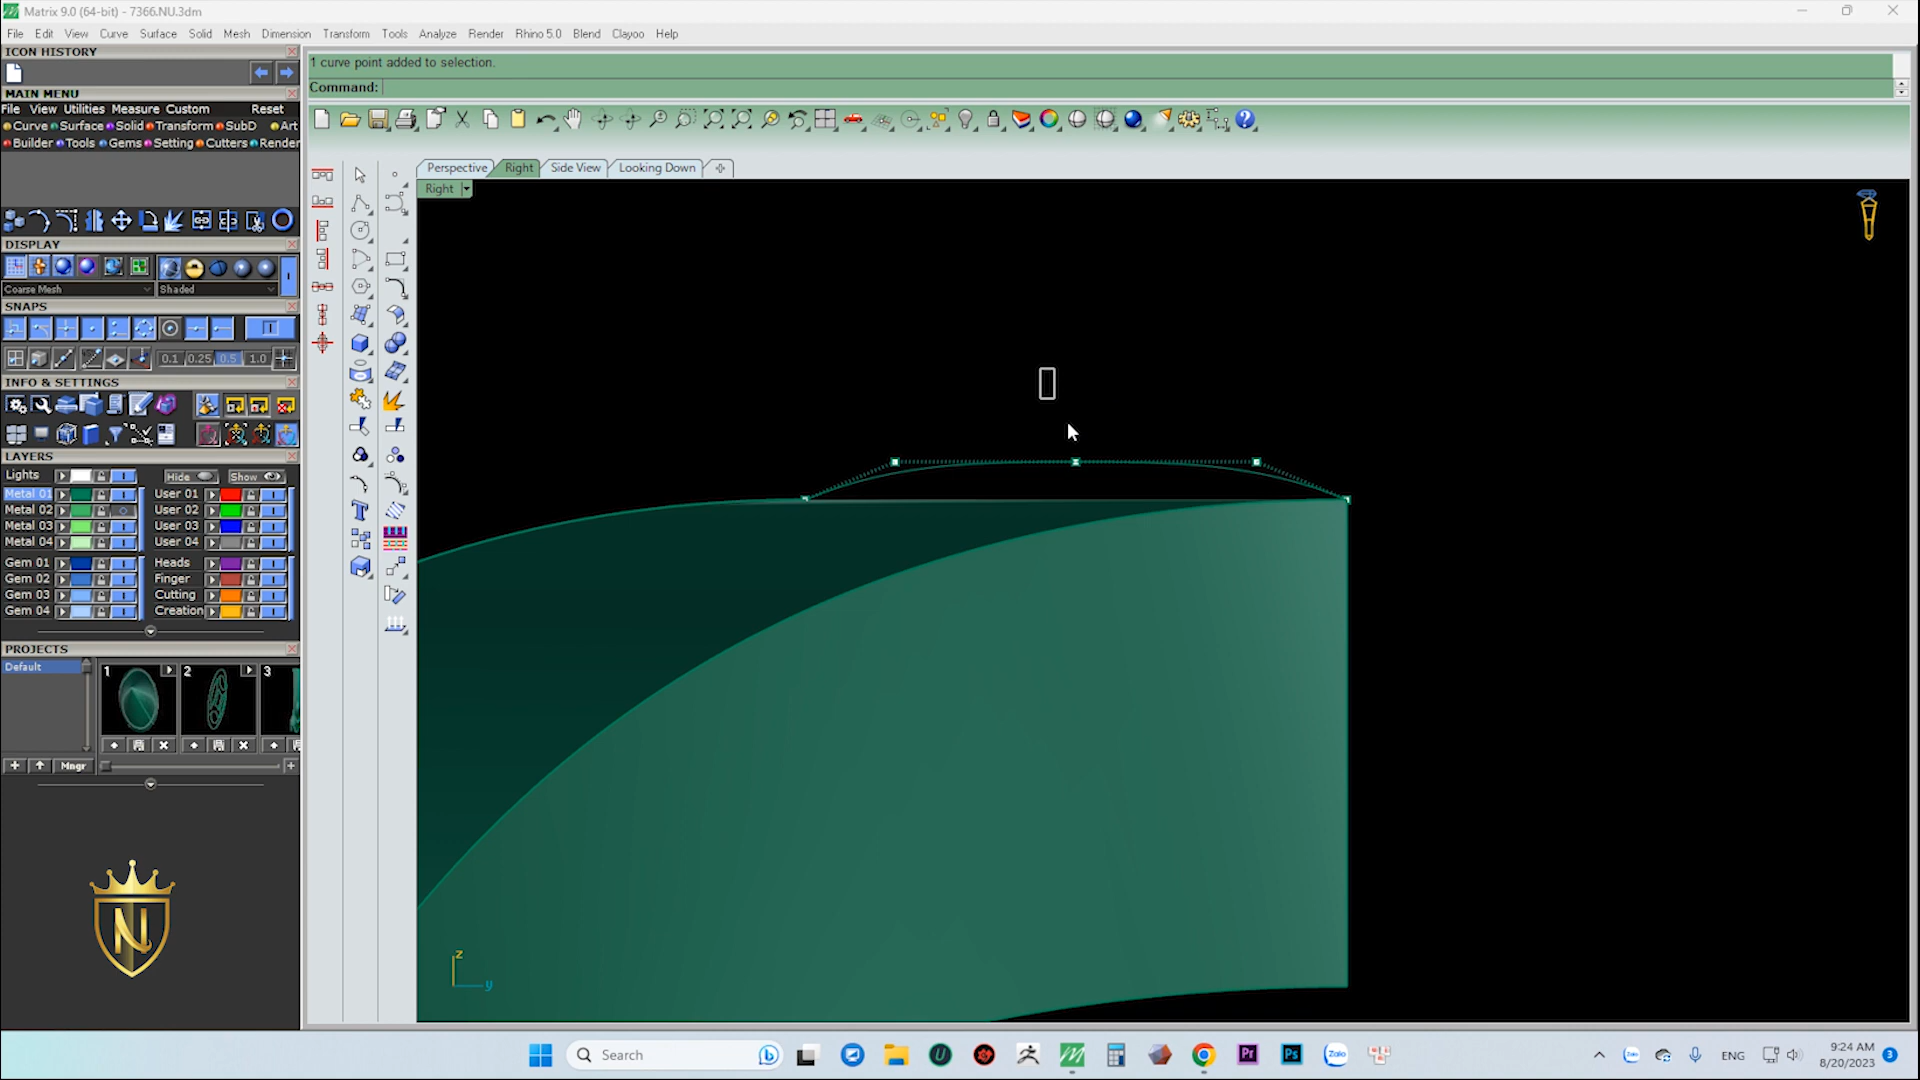 Matrix 9.0 (64-bit) - 7366.NU.3dm
File Edit View Curve Surface Solid Mesh Dimension Transform Tools Analyze Render Rhino 5.0 Blend Clayoo Help
ICON HISTORY
1 curve point added to selection.
Command:
MAIN MENU
File View Utilities Measure Custom Reset
Curve Surface Solid Transform SubD Art
Builder Tools Gems Setting Cutters Render
Perspective Right Side View Looking Down
Right
DISPLAY
Coarse Mesh Shaded
SNAPS
0.1 0.25 0.5 1.0
INFO & SETTINGS
LAYERS
Lights Hide Show
Metal 01 User 01
Metal 02 User 02
Metal 03 User 03
Metal 04 User 04
Gem 01 Heads
Gem 02 Finger
Gem 03 Cutting
Gem 04 Creation
PROJECTS
Default 1 2 3
Mngr
N
z
y
Search
Pr Ps Zalo
ENG
9:24 AM
8/20/2023
3